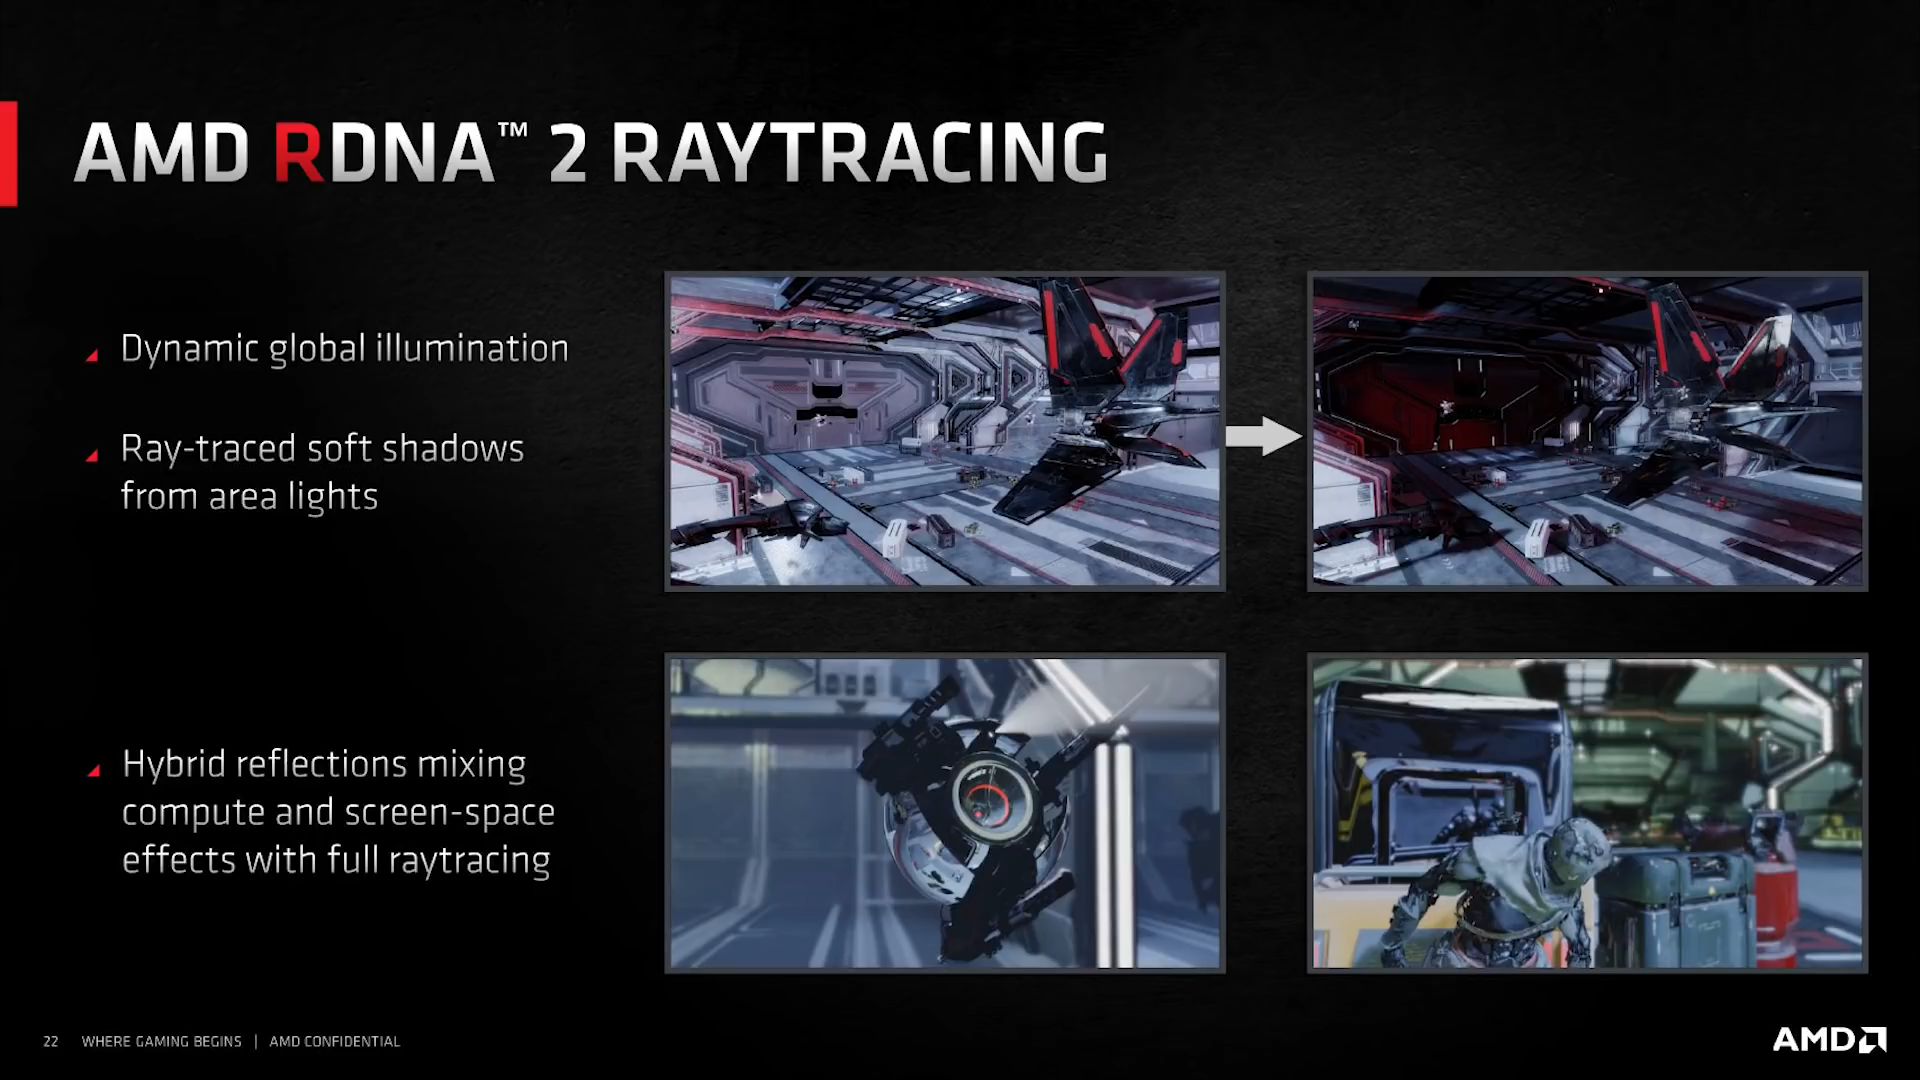 AMD RDNA™ 2 RAYTRACING
Dynamic global illumination
Ray-traced soft shadows
from area lights
Hybrid reflections mixing
compute and screen-space
effects with full raytracing
22 WHERE GAMING BEGINS | AMD CONFIDENTIAL
AMD